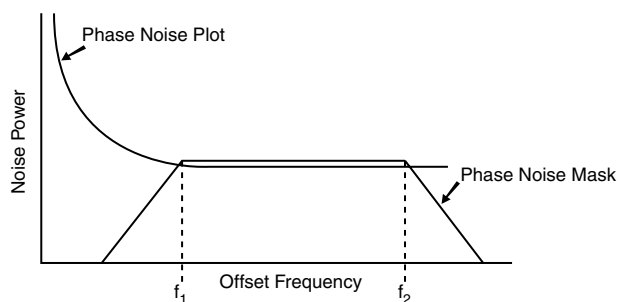 Phase Noise Plot
Noise Power
Phase Noise Mask
f1
Offset Frequency
f2